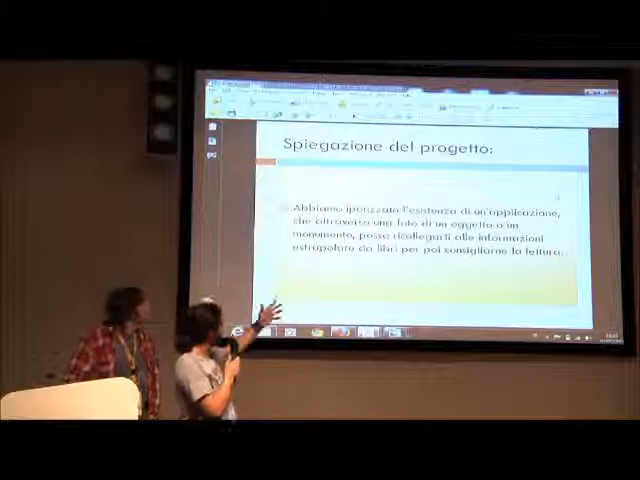 Spiegazione del progetto:
Abbiamo ipotizzato l'esistenza di un'applicazione,
che attraverso una foto di un oggetto o un
monumento, possa ricollegarti alle informazioni
estrapolate da libri per poi consigliarne la lettura.